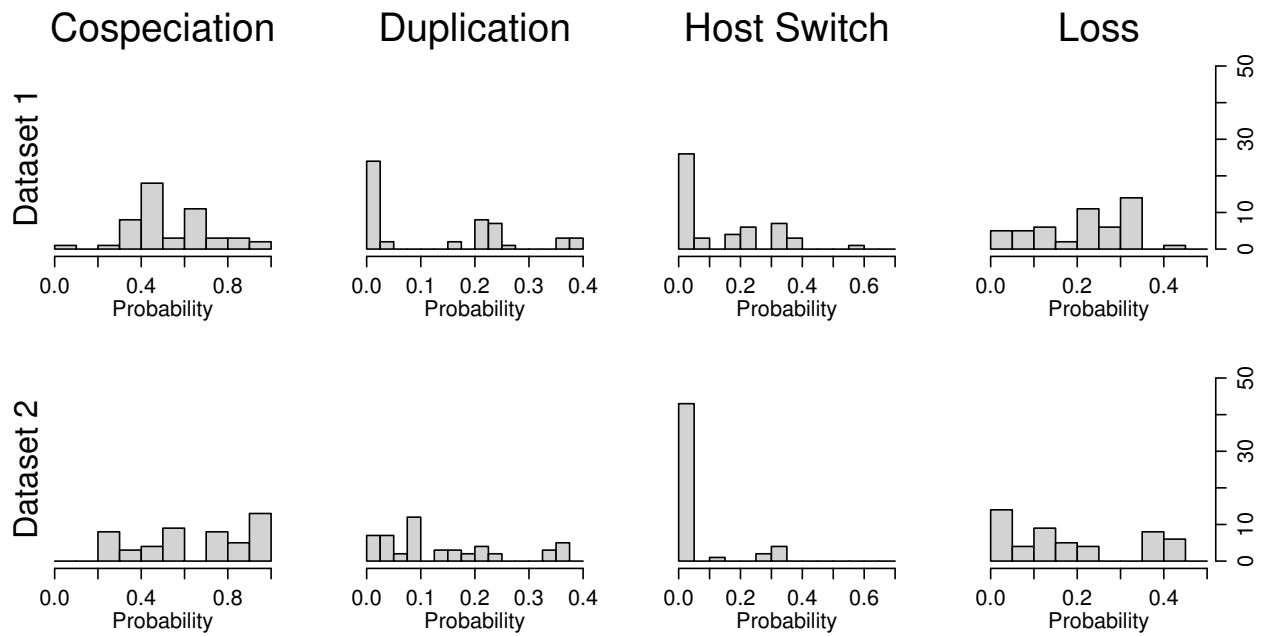 Cospeciation Duplication Host Switch Loss
Dataset 1
0 10 30 50
0.0 0.4 0.8 0.0 0.1 0.2 0.3 0.4 0.0 0.2 0.4 0.6 0.0 0.2 0.4
Probability Probability Probability Probability
Dataset 2
0 10 30 50
0.0 0.4 0.8 0.0 0.1 0.2 0.3 0.4 0.0 0.2 0.4 0.6 0.0 0.2 0.4
Probability Probability Probability Probability